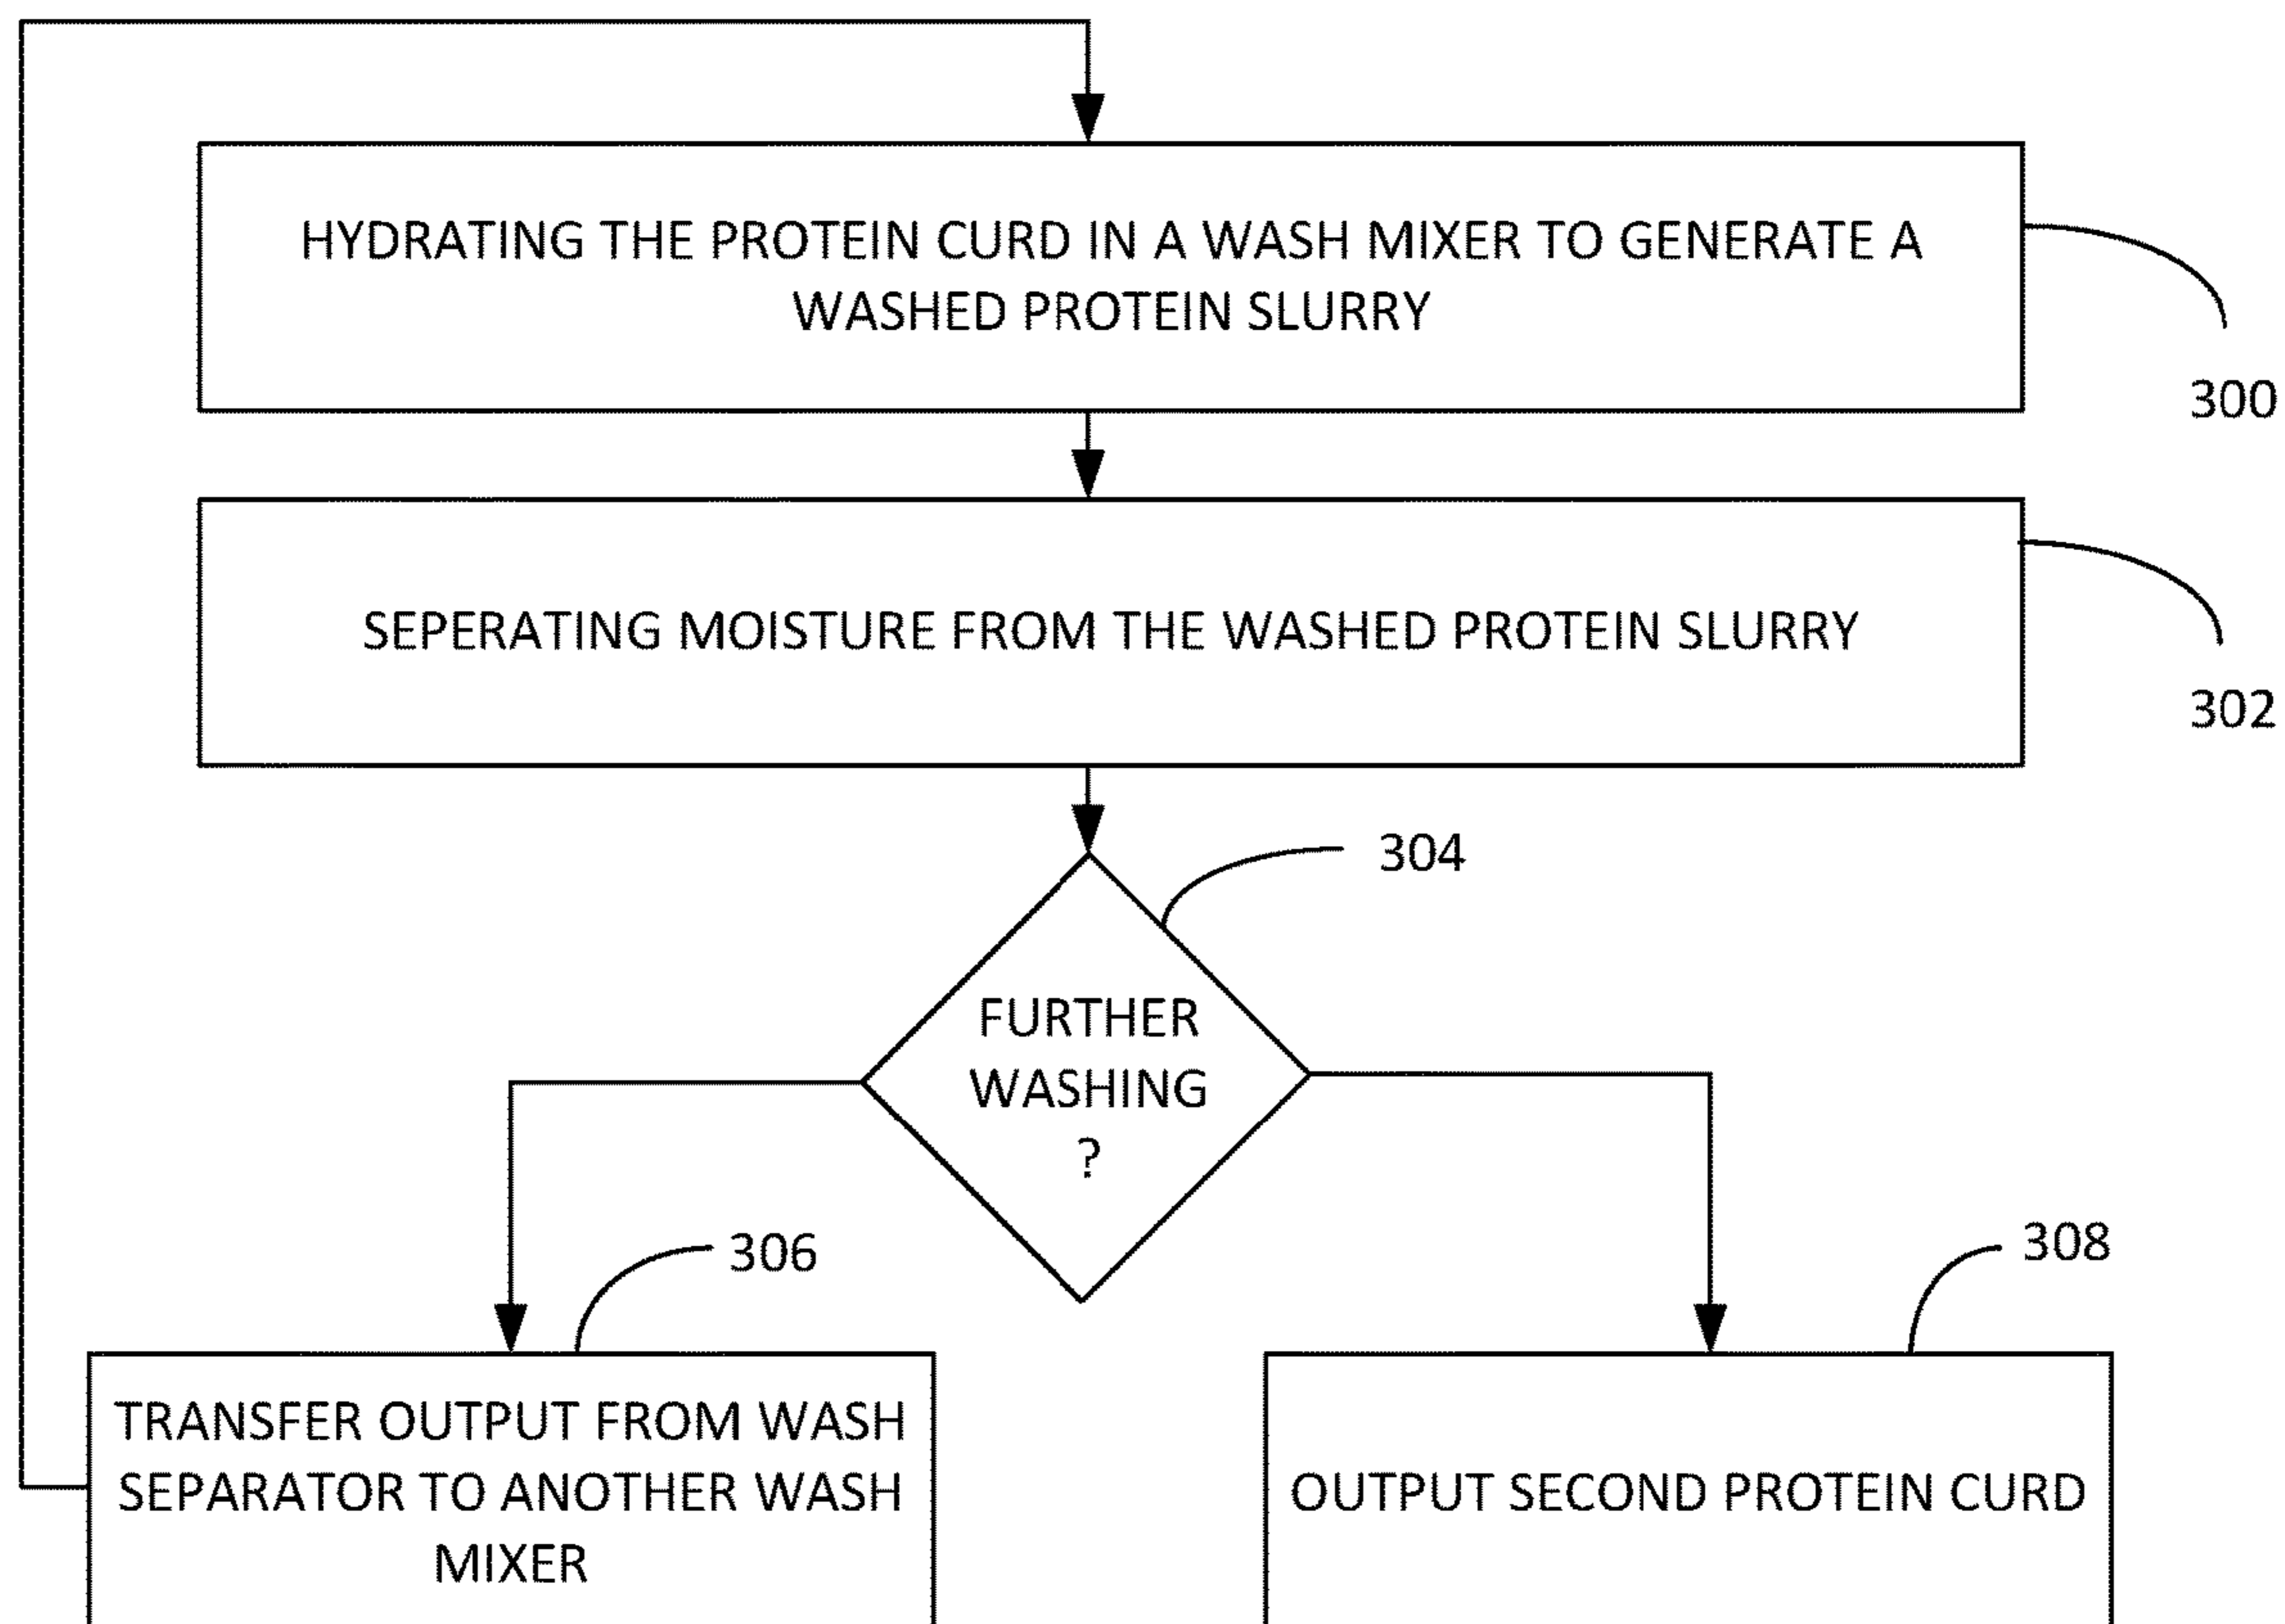 HYDRATING THE PROTEIN CURD IN A WASH MIXER TO GENERATE A
WASHED PROTEIN SLURRY
300
SEPERATING MOISTURE FROM THE WASHED PROTEIN SLURRY
302
304
FURTHER
WASHING
?
306
308
TRANSFER OUTPUT FROM WASH
SEPARATOR TO ANOTHER WASH
MIXER
OUTPUT SECOND PROTEIN CURD